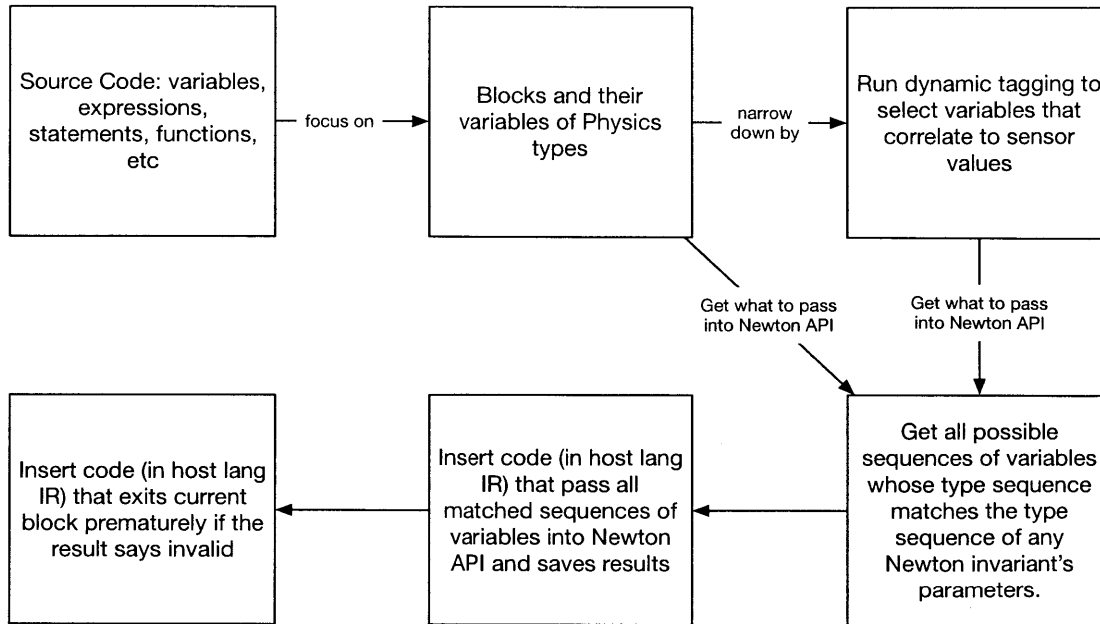 Source Code: variables,
expressions,
statements, functions,
etc
focus on
Blocks and their
variables of Physics
types
narrow
down by
Run dynamic tagging to
select variables that
correlate to sensor
values
Get what to pass
into Newton API
Get what to pass
into Newton API
Insert code (in host lang
IR) that exits current
block prematurely if the
result says invalid
Insert code (in host lang
IR) that pass all
matched sequences of
variables into Newton
API and saves results
Get all possible
sequences of variables
whose type sequence
matches the type
sequence of any
Newton invariant's
parameters.